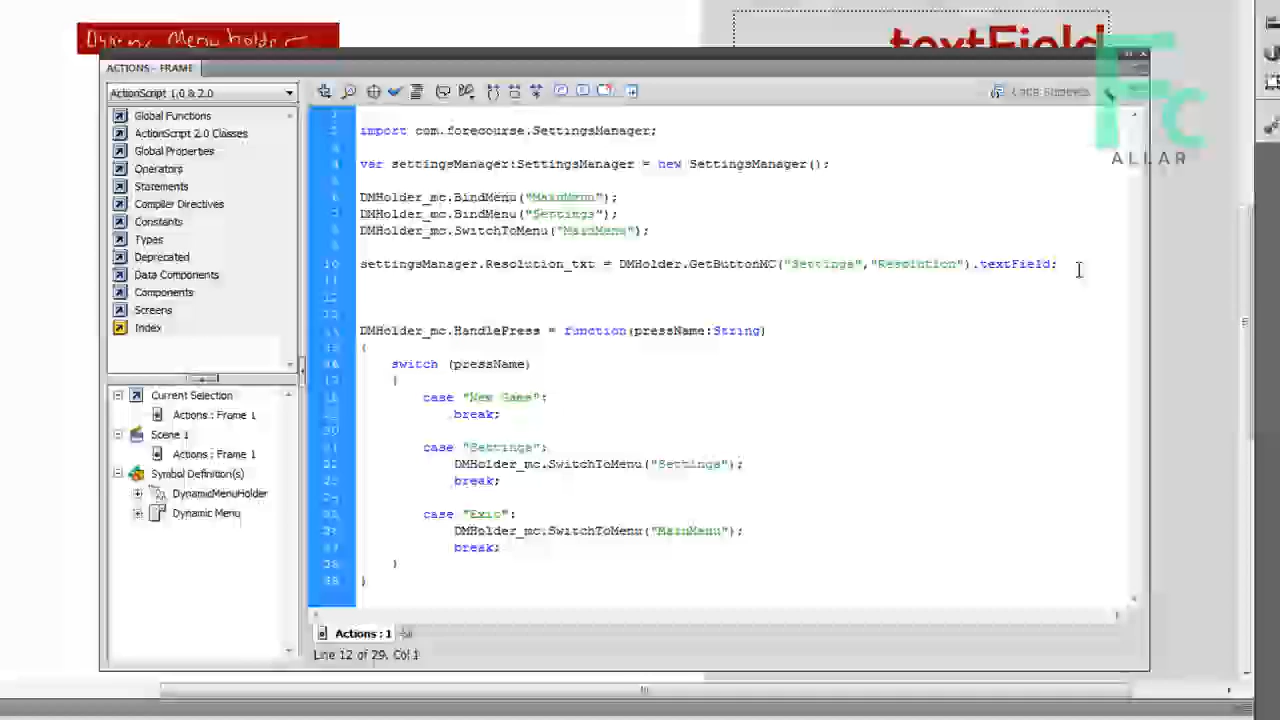 Dynamic Menu holder
textField
ACTIONS - FRAME
ActionScript 1.0 & 2.0
Global Functions
ActionScript 2.0 Classes
Global Properties
Operators
Statements
Compiler Directives
Constants
Types
Deprecated
Data Components
Components
Screens
Index
Current Selection
Actions : Frame 1
Scene 1
Actions : Frame 1
Symbol Definition(s)
DynamicMenuHolder
Dynamic Menu
ALLAR
import com.forecourse.SettingsManager;
var settingsManager:SettingsManager = new SettingsManager();
DMHolder_mc.BindMenu("MainMenu");
DMHolder_mc.BindMenu("Settings");
DMHolder_mc.SwitchToMenu("MainMenu");
settingsManager.Resolution_txt = DMHolder.GetButtonMC("Settings","Resolution").textField;
DMHolder_mc.HandlePress = function(pressName:String)
{
switch (pressName)
{
case "New Game":
break;
case "Settings":
DMHolder_mc.SwitchToMenu("Settings");
break;
case "Exit":
DMHolder_mc.SwitchToMenu("MainMenu");
break;
}
}
Actions : 1
Line 12 of 29, Col 1